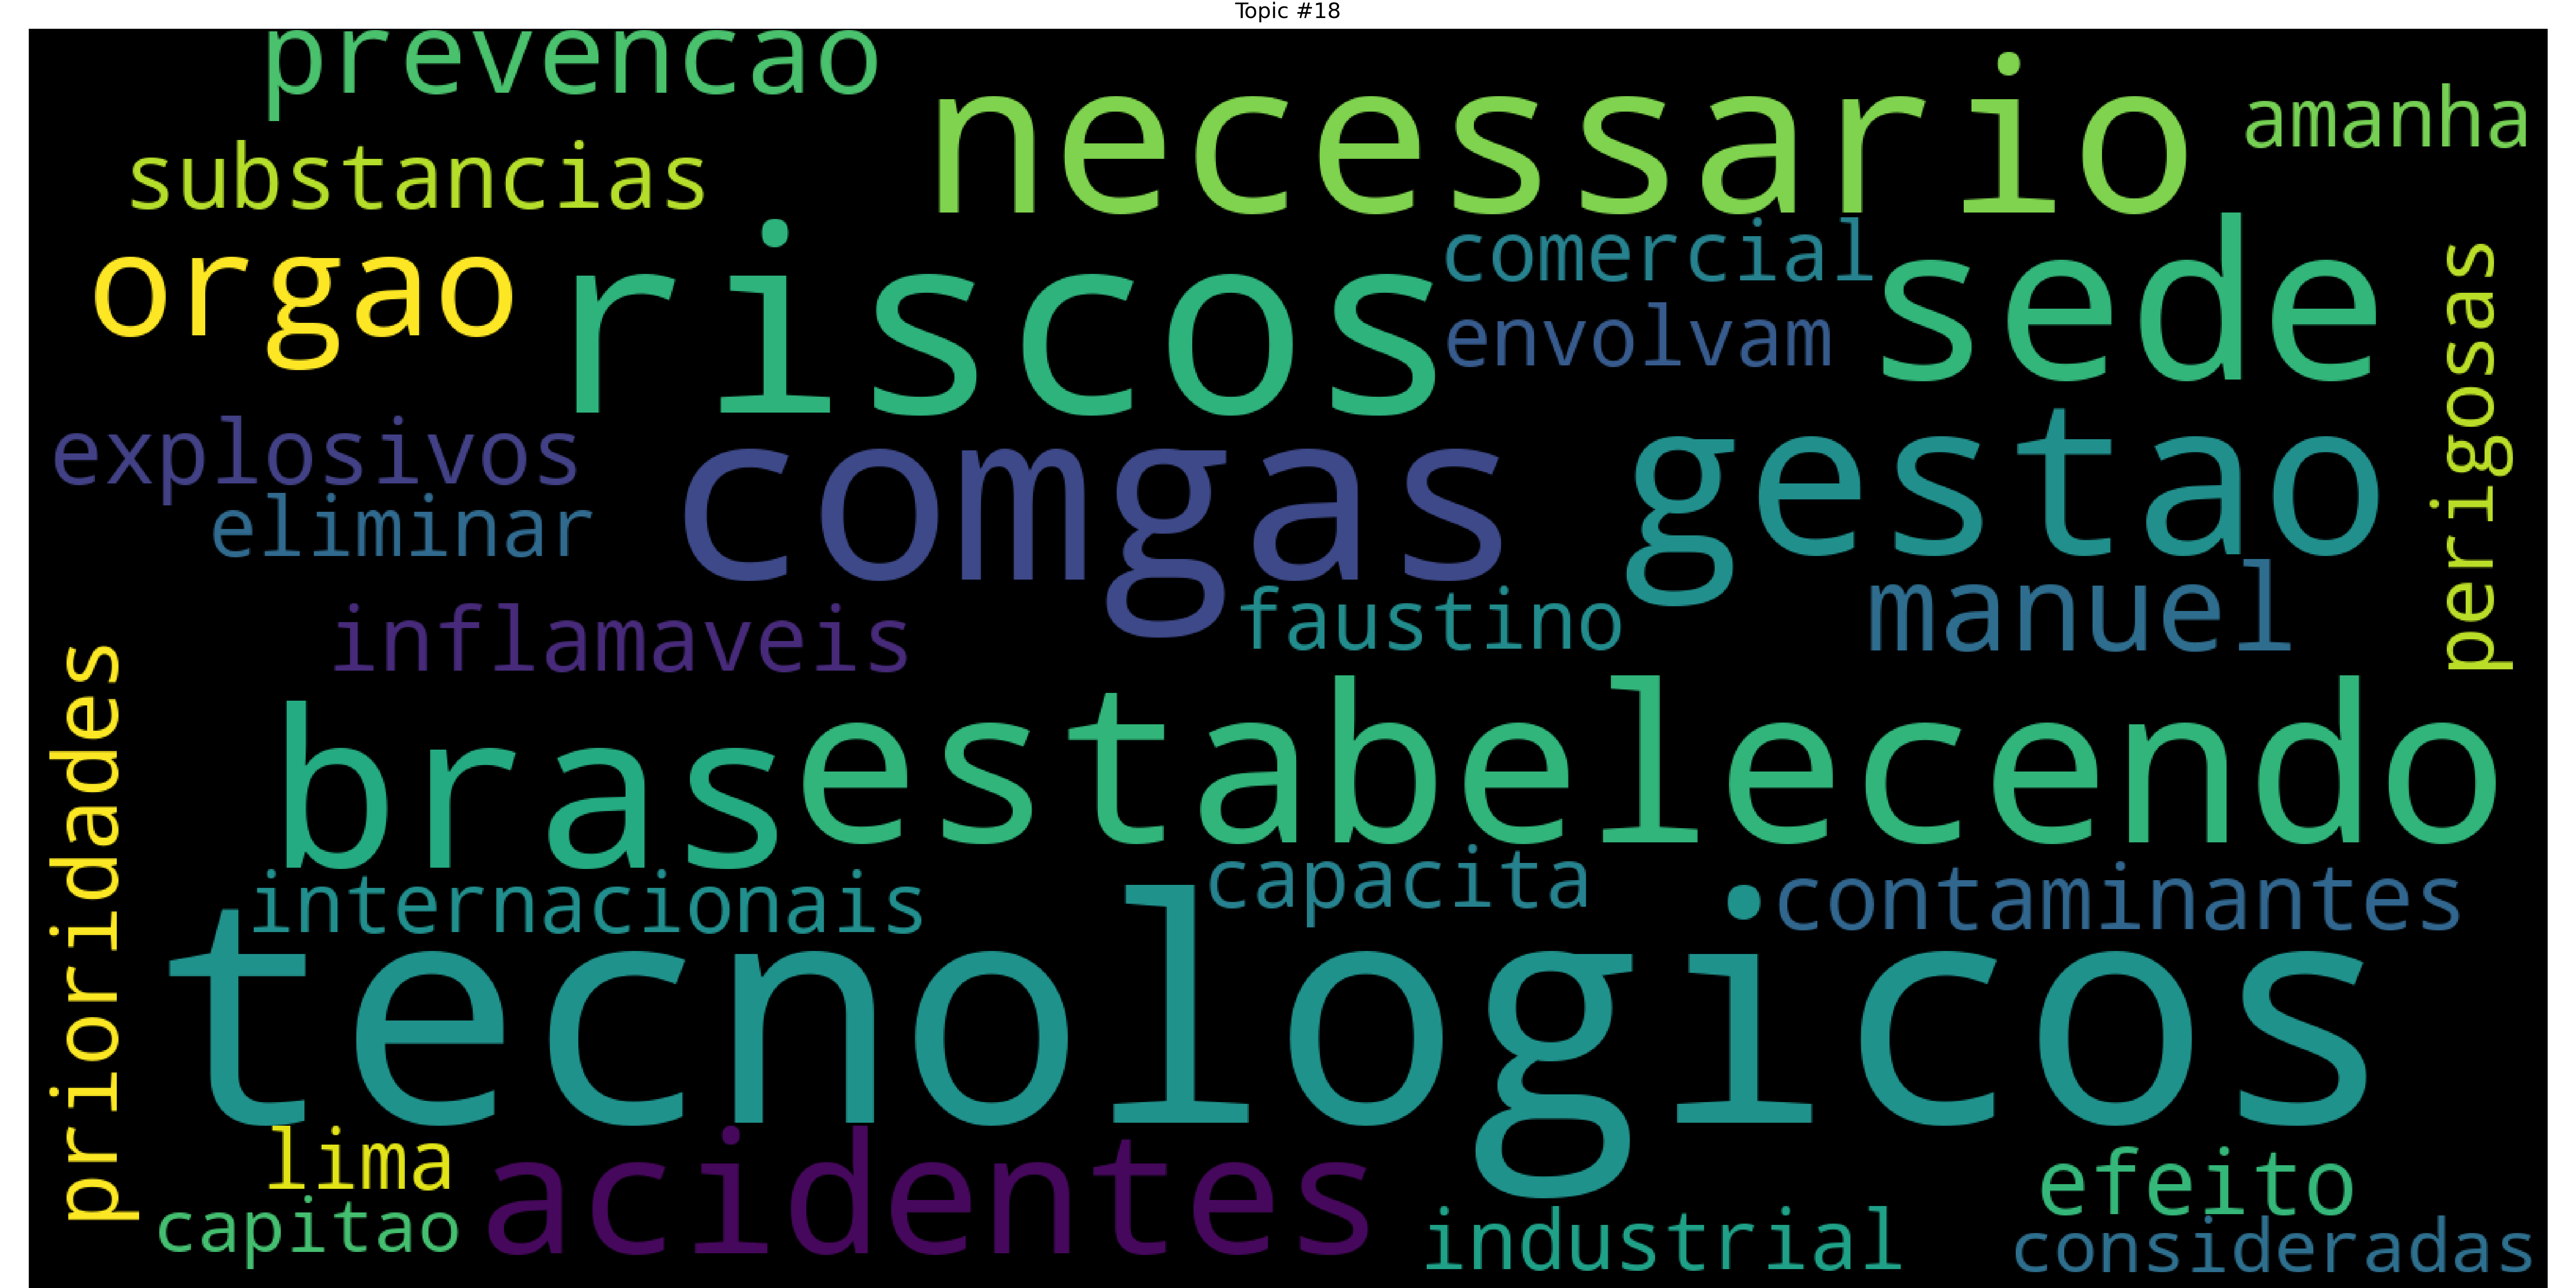 Topic #18
prevencao
necessario
amanha
substancias
orgao
riscos
comercial
sede
envolvam
perigosas
explosivos
comgas
gestao
eliminar
inflamaveis
faustino
manuel
prioridades
bras
estabelecendo
internacionais
capacita
contaminantes
tecnologicos
lima
acidentes
efeito
capitao
industrial
consideradas